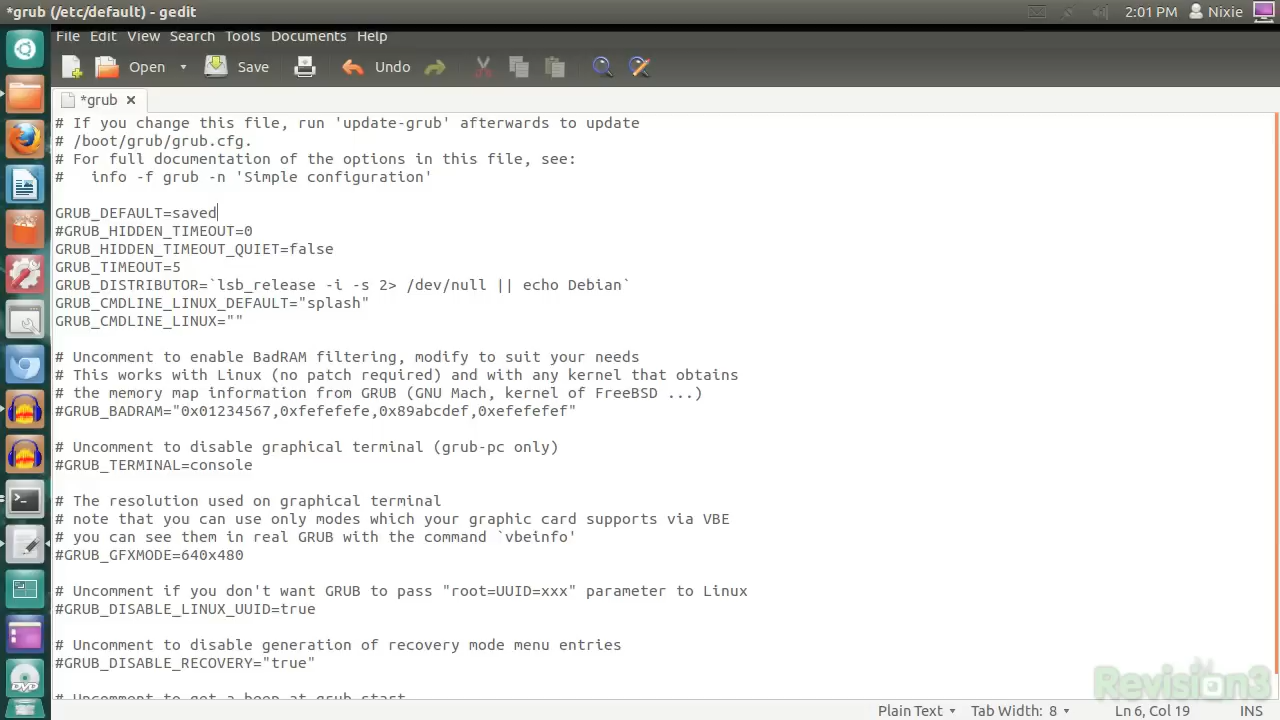 *grub (/etc/default) - gedit
2:01 PM
Nixie
File Edit View Search Tools Documents Help
Open
Save
Undo
*grub
# If you change this file, run 'update-grub' afterwards to update
# /boot/grub/grub.cfg.
# For full documentation of the options in this file, see:
#   info -f grub -n 'Simple configuration'
GRUB_DEFAULT=saved
#GRUB_HIDDEN_TIMEOUT=0
GRUB_HIDDEN_TIMEOUT_QUIET=false
GRUB_TIMEOUT=5
GRUB_DISTRIBUTOR=`lsb_release -i -s 2> /dev/null || echo Debian`
GRUB_CMDLINE_LINUX_DEFAULT="splash"
GRUB_CMDLINE_LINUX=""
# Uncomment to enable BadRAM filtering, modify to suit your needs
# This works with Linux (no patch required) and with any kernel that obtains
# the memory map information from GRUB (GNU Mach, kernel of FreeBSD ...)
#GRUB_BADRAM="0x01234567,0xfefefefe,0x89abcdef,0xefefefef"
# Uncomment to disable graphical terminal (grub-pc only)
#GRUB_TERMINAL=console
# The resolution used on graphical terminal
# note that you can use only modes which your graphic card supports via VBE
# you can see them in real GRUB with the command `vbeinfo'
#GRUB_GFXMODE=640x480
# Uncomment if you don't want GRUB to pass "root=UUID=xxx" parameter to Linux
#GRUB_DISABLE_LINUX_UUID=true
# Uncomment to disable generation of recovery mode menu entries
#GRUB_DISABLE_RECOVERY="true"
# Uncomment to get a beep at grub start
Revision3
Plain Text
Tab Width: 8
Ln 6, Col 19
INS